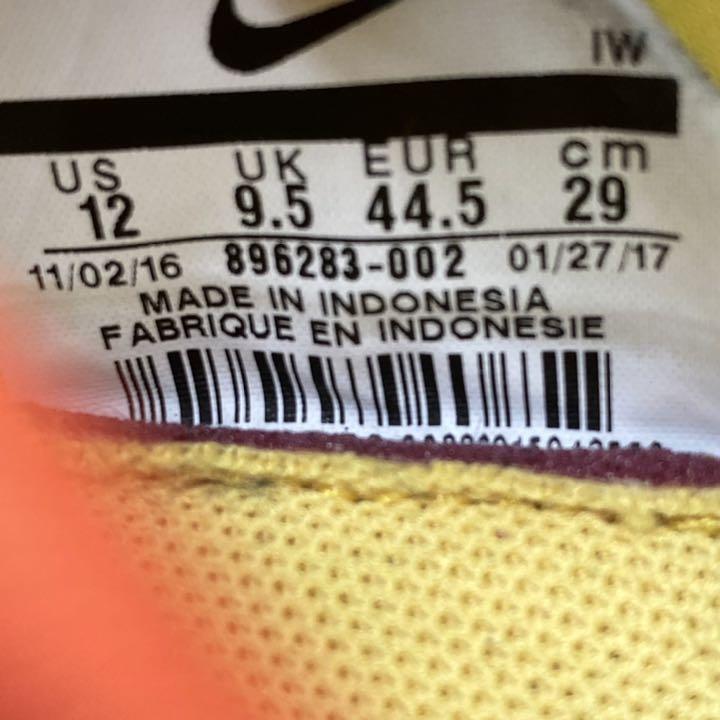 IW
US UK EUR cm
12 9.5 44.5 29
11/02/16 896283-002 01/27/17
MADE IN INDONESIA
FABRIQUE EN INDONESIE